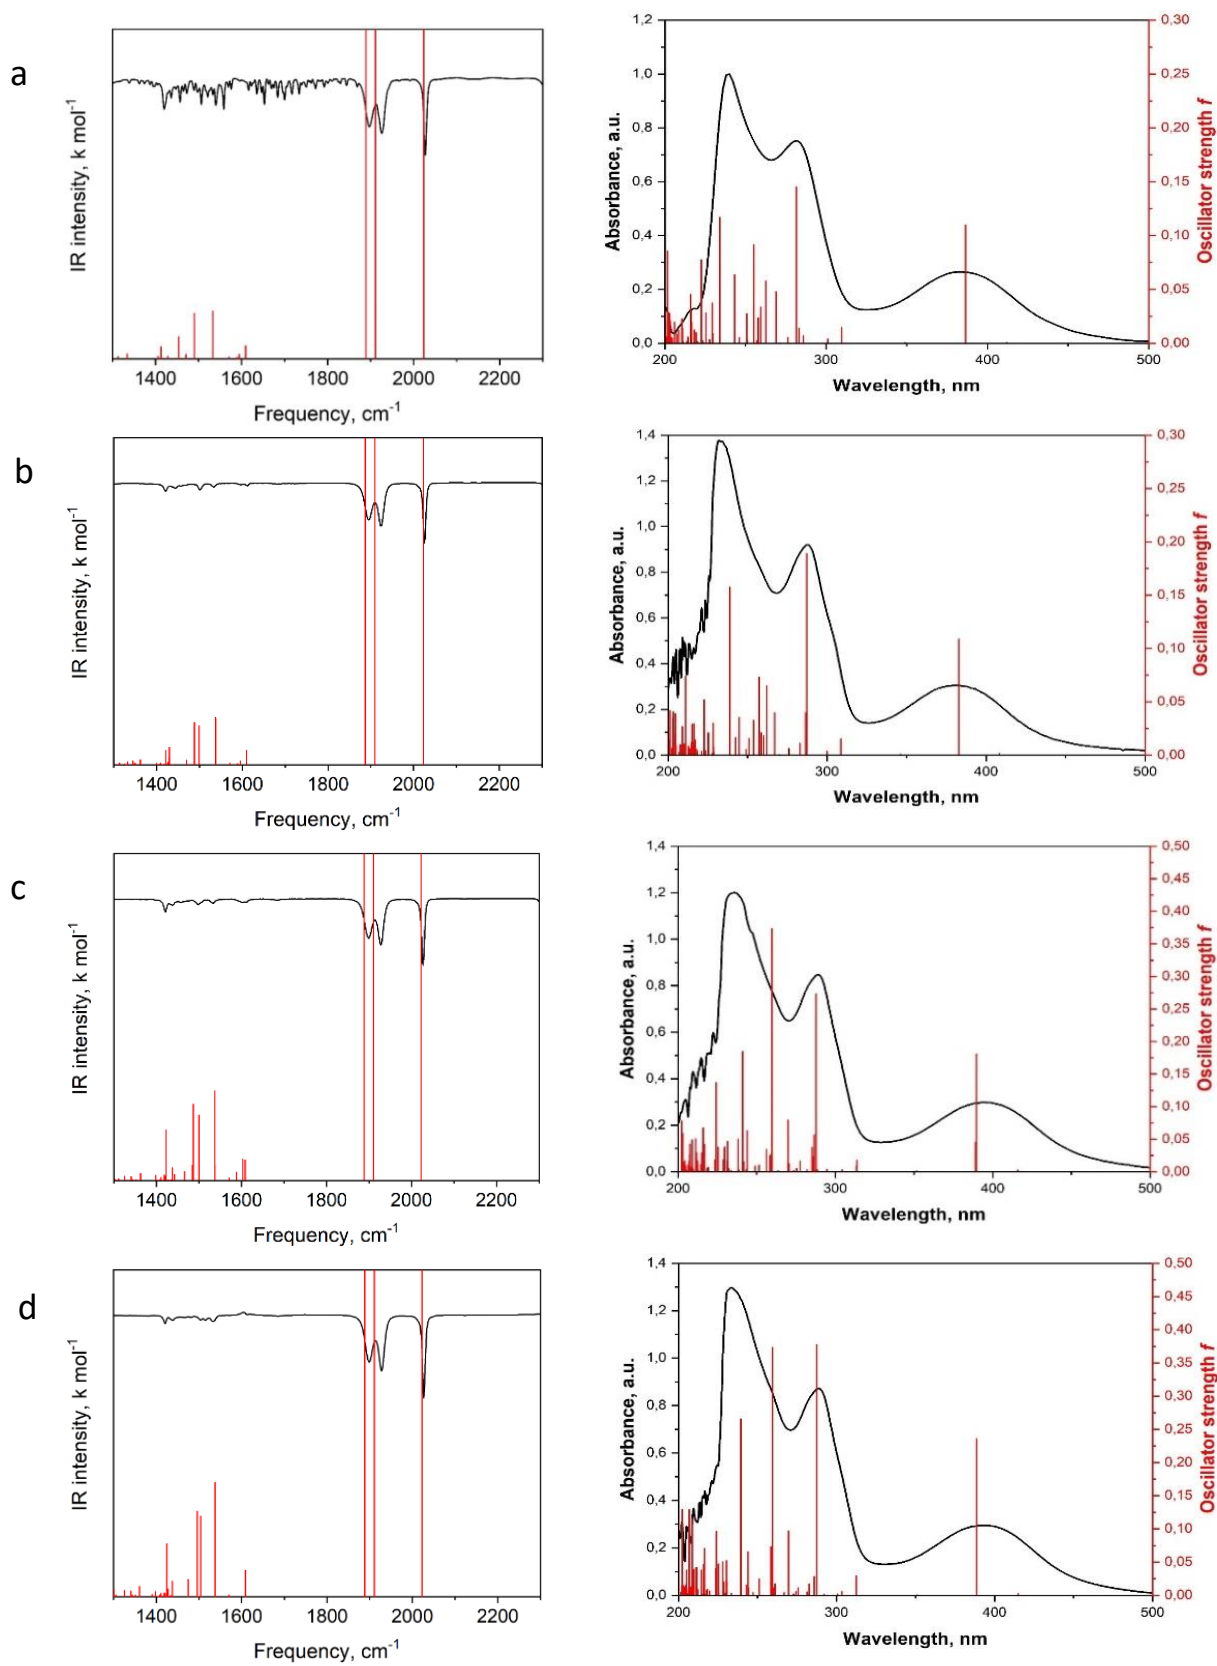 a
IR intensity, k mol-1
1400 1600 1800 2000 2200
Frequency, cm-1
1,2
1,0
0,8
0,6
0,4
0,2
0,0
Absorbance, a.u.
200 300 400 500
Wavelength, nm
0,30
0,25
0,20
0,15
0,10
0,05
0,00
Oscillator strength f
b
IR intensity, k mol-1
1400 1600 1800 2000 2200
Frequency, cm-1
1,4
1,2
1,0
0,8
0,6
0,4
0,2
0,0
Absorbance, a.u.
200 300 400 500
Wavelength, nm
0,30
0,25
0,20
0,15
0,10
0,05
0,00
Oscillator strength f
c
IR intensity, k mol-1
1400 1600 1800 2000 2200
Frequency, cm-1
1,4
1,2
1,0
0,8
0,6
0,4
0,2
0,0
Absorbance, a.u.
200 300 400 500
Wavelength, nm
0,50
0,45
0,40
0,35
0,30
0,25
0,20
0,15
0,10
0,05
0,00
Oscillator strength f
d
IR intensity, k mol-1
1400 1600 1800 2000 2200
Frequency, cm-1
1,4
1,2
1,0
0,8
0,6
0,4
0,2
0,0
Absorbance, a.u.
200 300 400 500
Wavelength, nm
0,50
0,45
0,40
0,35
0,30
0,25
0,20
0,15
0,10
0,05
0,00
Oscillator strength f